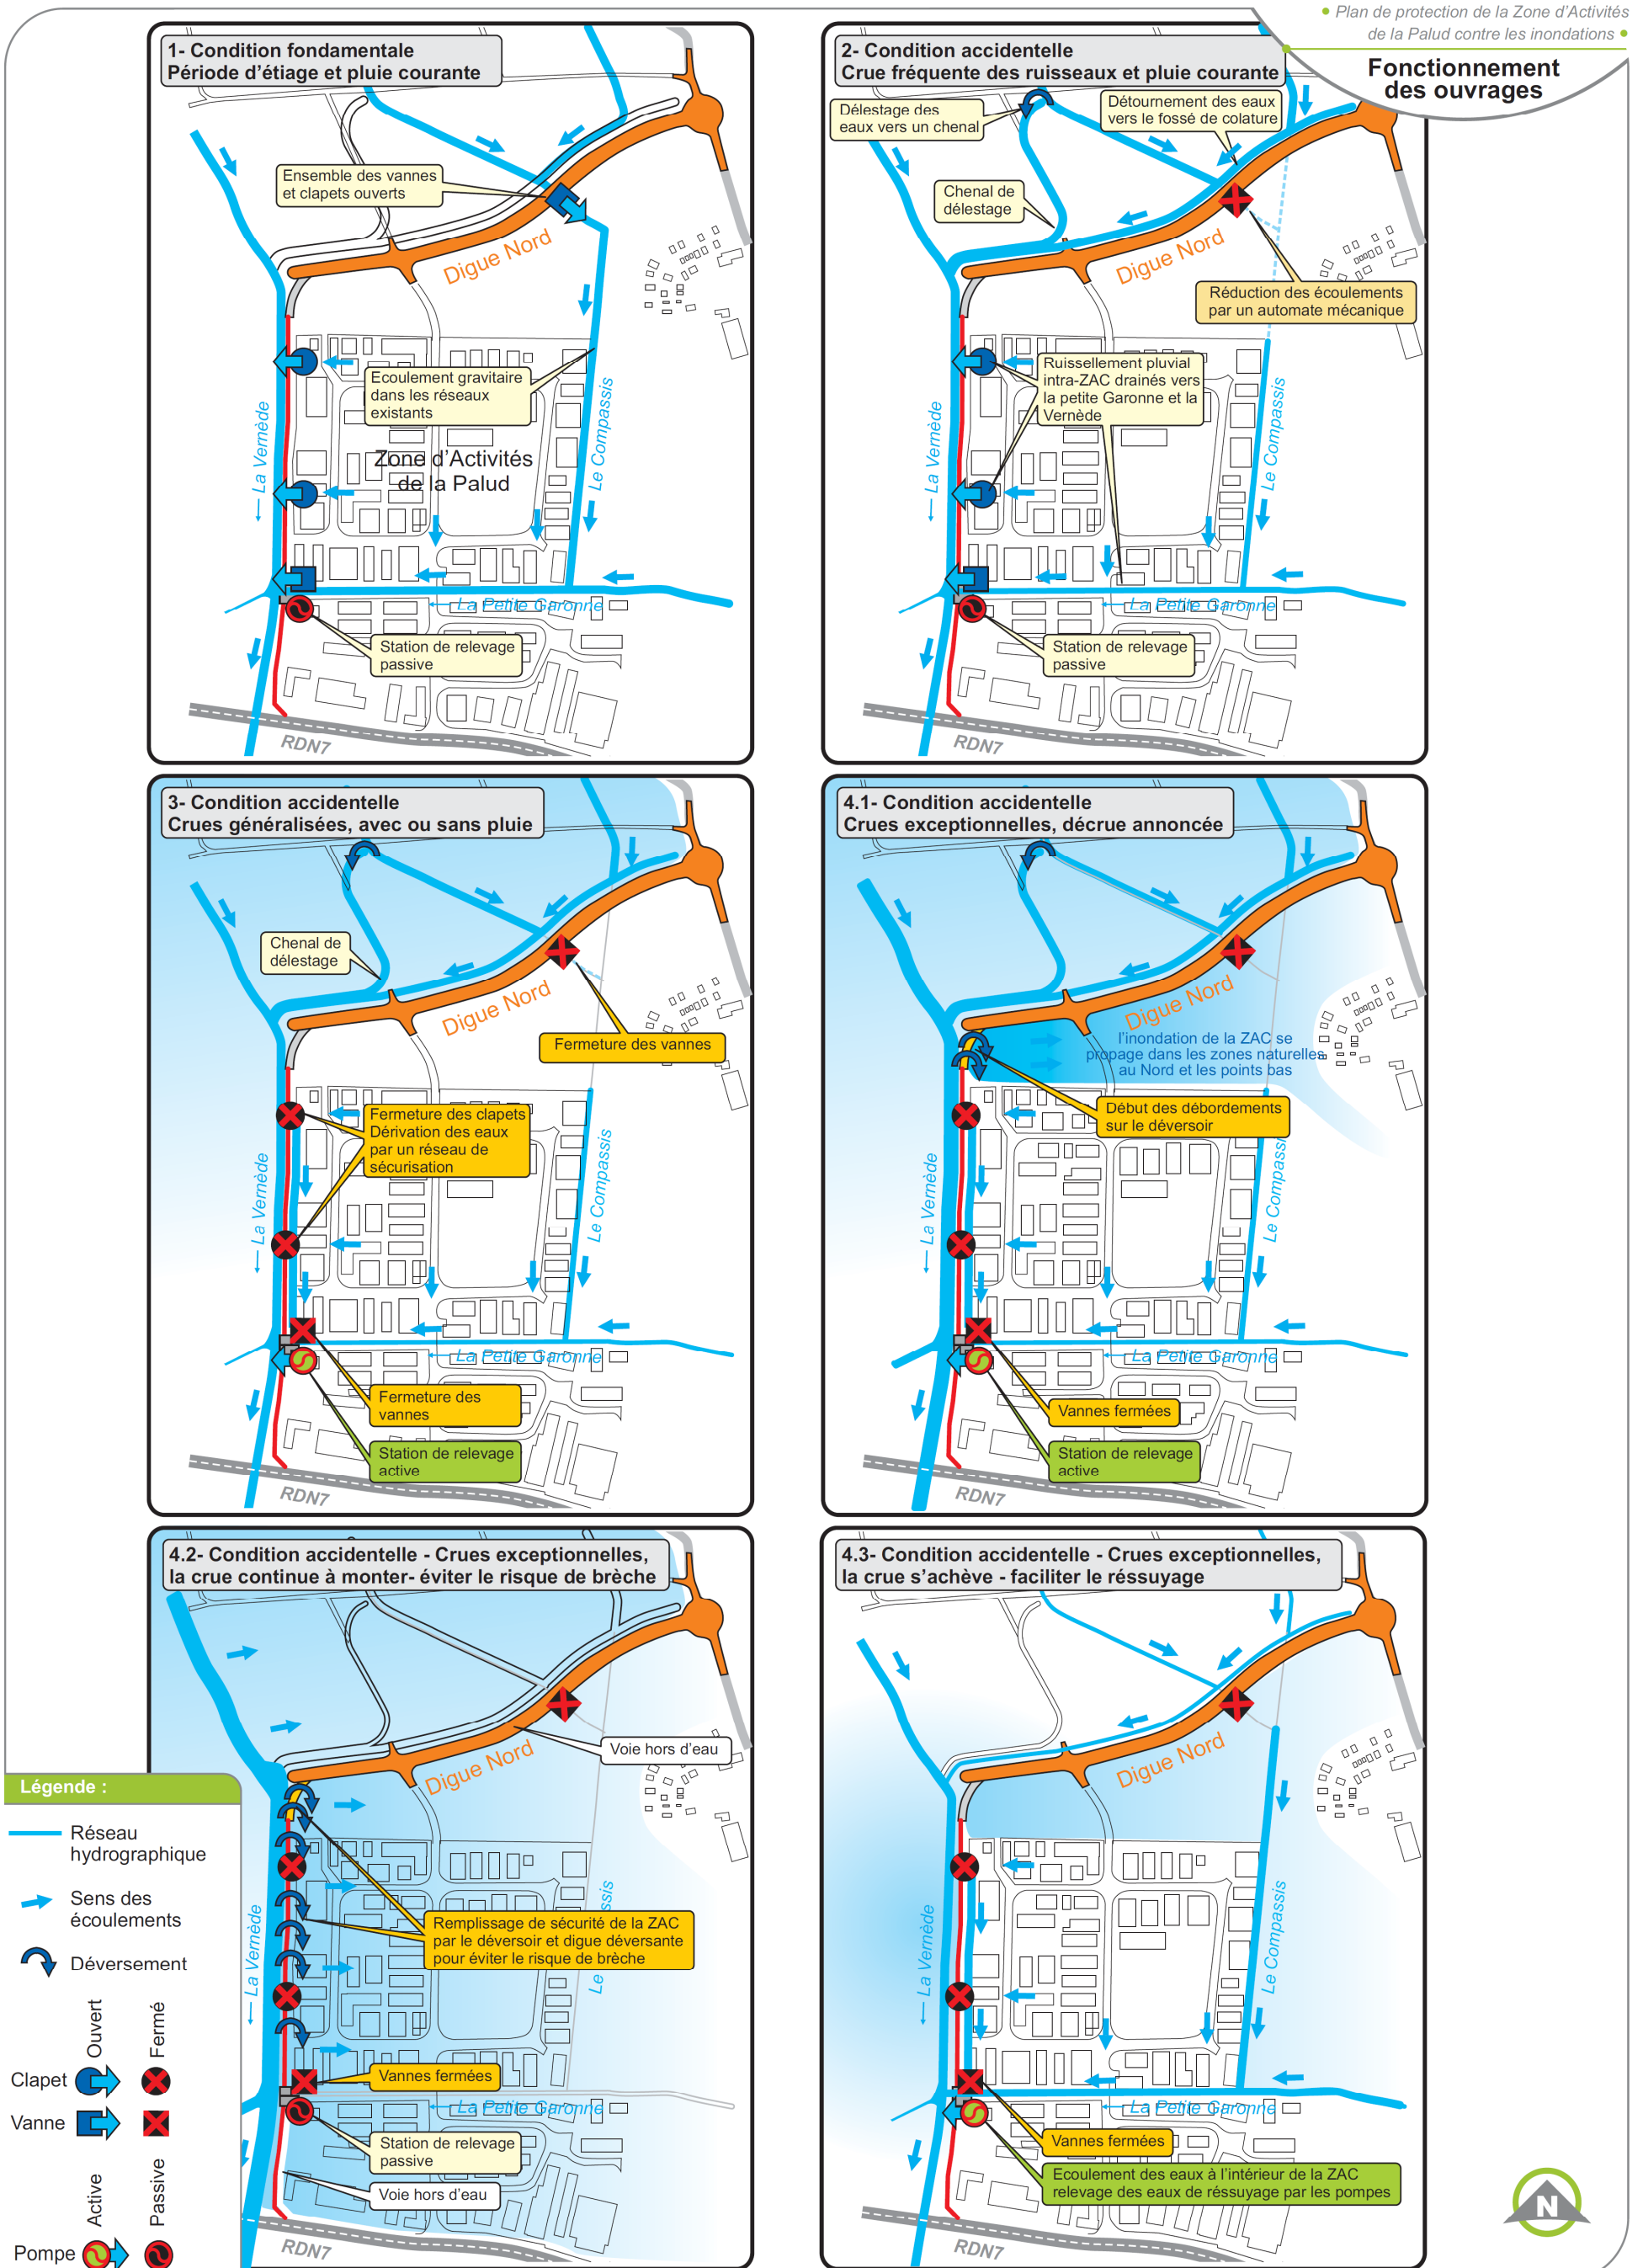 • Plan de protection de la Zone d'Activités
de la Palud contre les inondations •
Fonctionnement
des ouvrages
1- Condition fondamentale
Période d'étiage et pluie courante
Ensemble des vannes
et clapets ouverts
Digue Nord
Ecoulement gravitaire
dans les réseaux
existants
Zone d'Activités
de la Palud
La Vernède
Le Compassis
La Petite Garonne
Station de relevage
passive
RDN7
2- Condition accidentelle
Crue fréquente des ruisseaux et pluie courante
Délestage des
eaux vers un chenal
Détournement des eaux
vers le fossé de colature
Chenal de
délestage
Digue Nord
Réduction des écoulements
par un automate mécanique
Ruissellement pluvial
intra-ZAC drainés vers
la petite Garonne et la
Vernède
La Vernède
Le Compassis
La Petite Garonne
Station de relevage
passive
RDN7
3- Condition accidentelle
Crues généralisées, avec ou sans pluie
Chenal de
délestage
Digue Nord
Fermeture des vannes
Fermeture des clapets
Dérivation des eaux
par un réseau de
sécurisation
La Vernède
Le Compassis
La Petite Garonne
Fermeture des
vannes
Station de relevage
active
RDN7
4.1- Condition accidentelle
Crues exceptionnelles, décrue annoncée
Digue Nord
l'inondation de la ZAC se
propage dans les zones naturelles
au Nord et les points bas
Début des débordements
sur le déversoir
La Vernède
Le Compassis
La Petite Garonne
Vannes fermées
Station de relevage
active
RDN7
4.2- Condition accidentelle - Crues exceptionnelles,
la crue continue à monter- éviter le risque de brèche
Voie hors d'eau
Digue Nord
Remplissage de sécurité de la ZAC
par le déversoir et digue déversante
pour éviter le risque de brèche
La Vernède
Le
ssis
Vannes fermées
La Petite Garonne
Station de relevage
passive
Voie hors d'eau
RDN7
4.3- Condition accidentelle - Crues exceptionnelles,
la crue s'achève - faciliter le réssuyage
Digue Nord
La Vernède
Le Compassis
La Petite Garonne
Vannes fermées
Ecoulement des eaux à l'intérieur de la ZAC
relevage des eaux de réssuyage par les pompes
RDN7
Légende :
Réseau
hydrographique
Sens des
écoulements
Déversement
Ouvert
Fermé
Clapet
Vanne
Active
Passive
Pompe
N